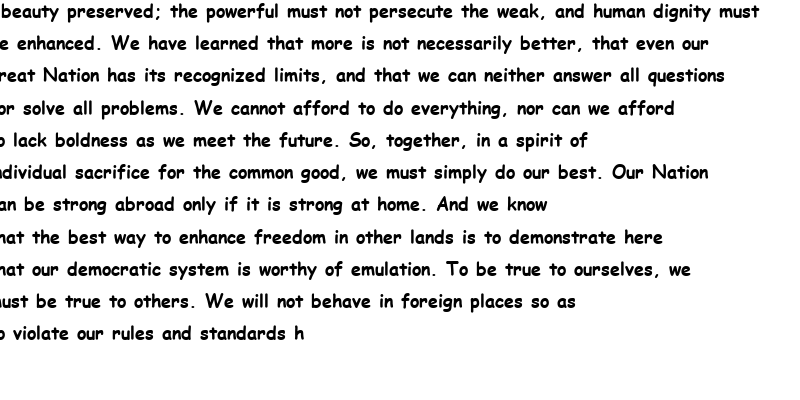 beauty preserved; the powerful must not persecute the weak, and human dignity must
e enhanced. We have learned that more is not necessarily better, that even our
reat Nation has its recognized limits, and that we can neither answer all questions
or solve all problems. We cannot afford to do everything, nor can we afford
o lack boldness as we meet the future. So, together, in a spirit of
ndividual sacrifice for the common good, we must simply do our best. Our Nation
an be strong abroad only if it is strong at home. And we know
hat the best way to enhance freedom in other lands is to demonstrate here
hat our democratic system is worthy of emulation. To be true to ourselves, we
ust be true to others. We will not behave in foreign places so as
o violate our rules and standards h